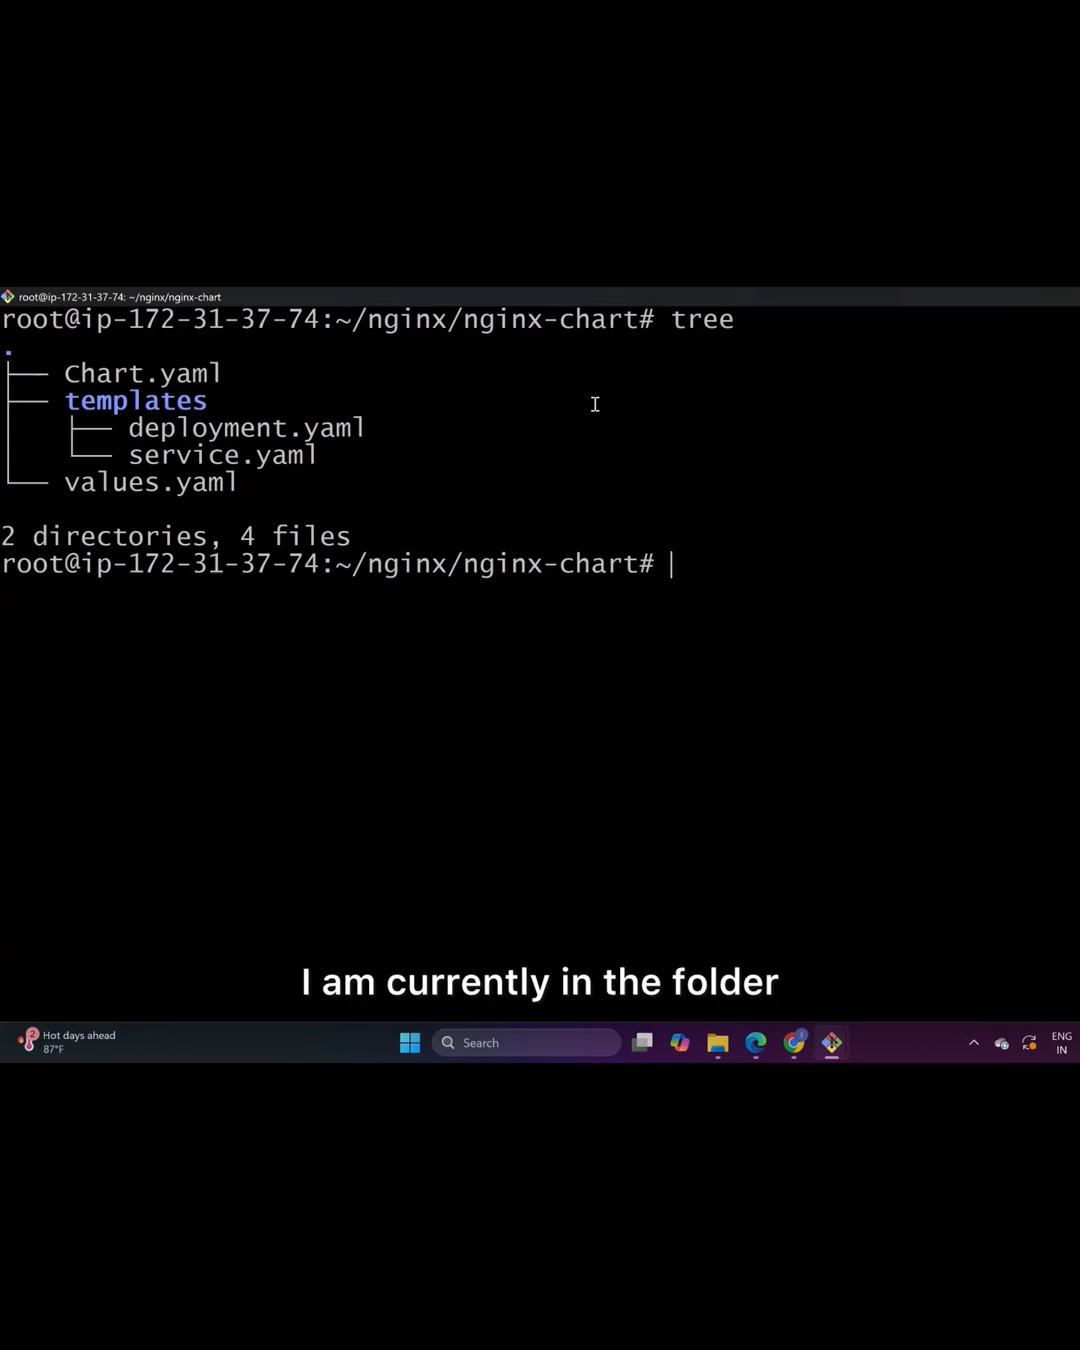 root@ip-172-31-37-74: ~/nginx/nginx-chart
root@ip-172-31-37-74:~/nginx/nginx-chart# tree
.
├── Chart.yaml
├── templates
│   ├── deployment.yaml
│   └── service.yaml
└── values.yaml
2 directories, 4 files
root@ip-172-31-37-74:~/nginx/nginx-chart#
I am currently in the folder
2
Hot days ahead
87°F
Search
ENG
IN